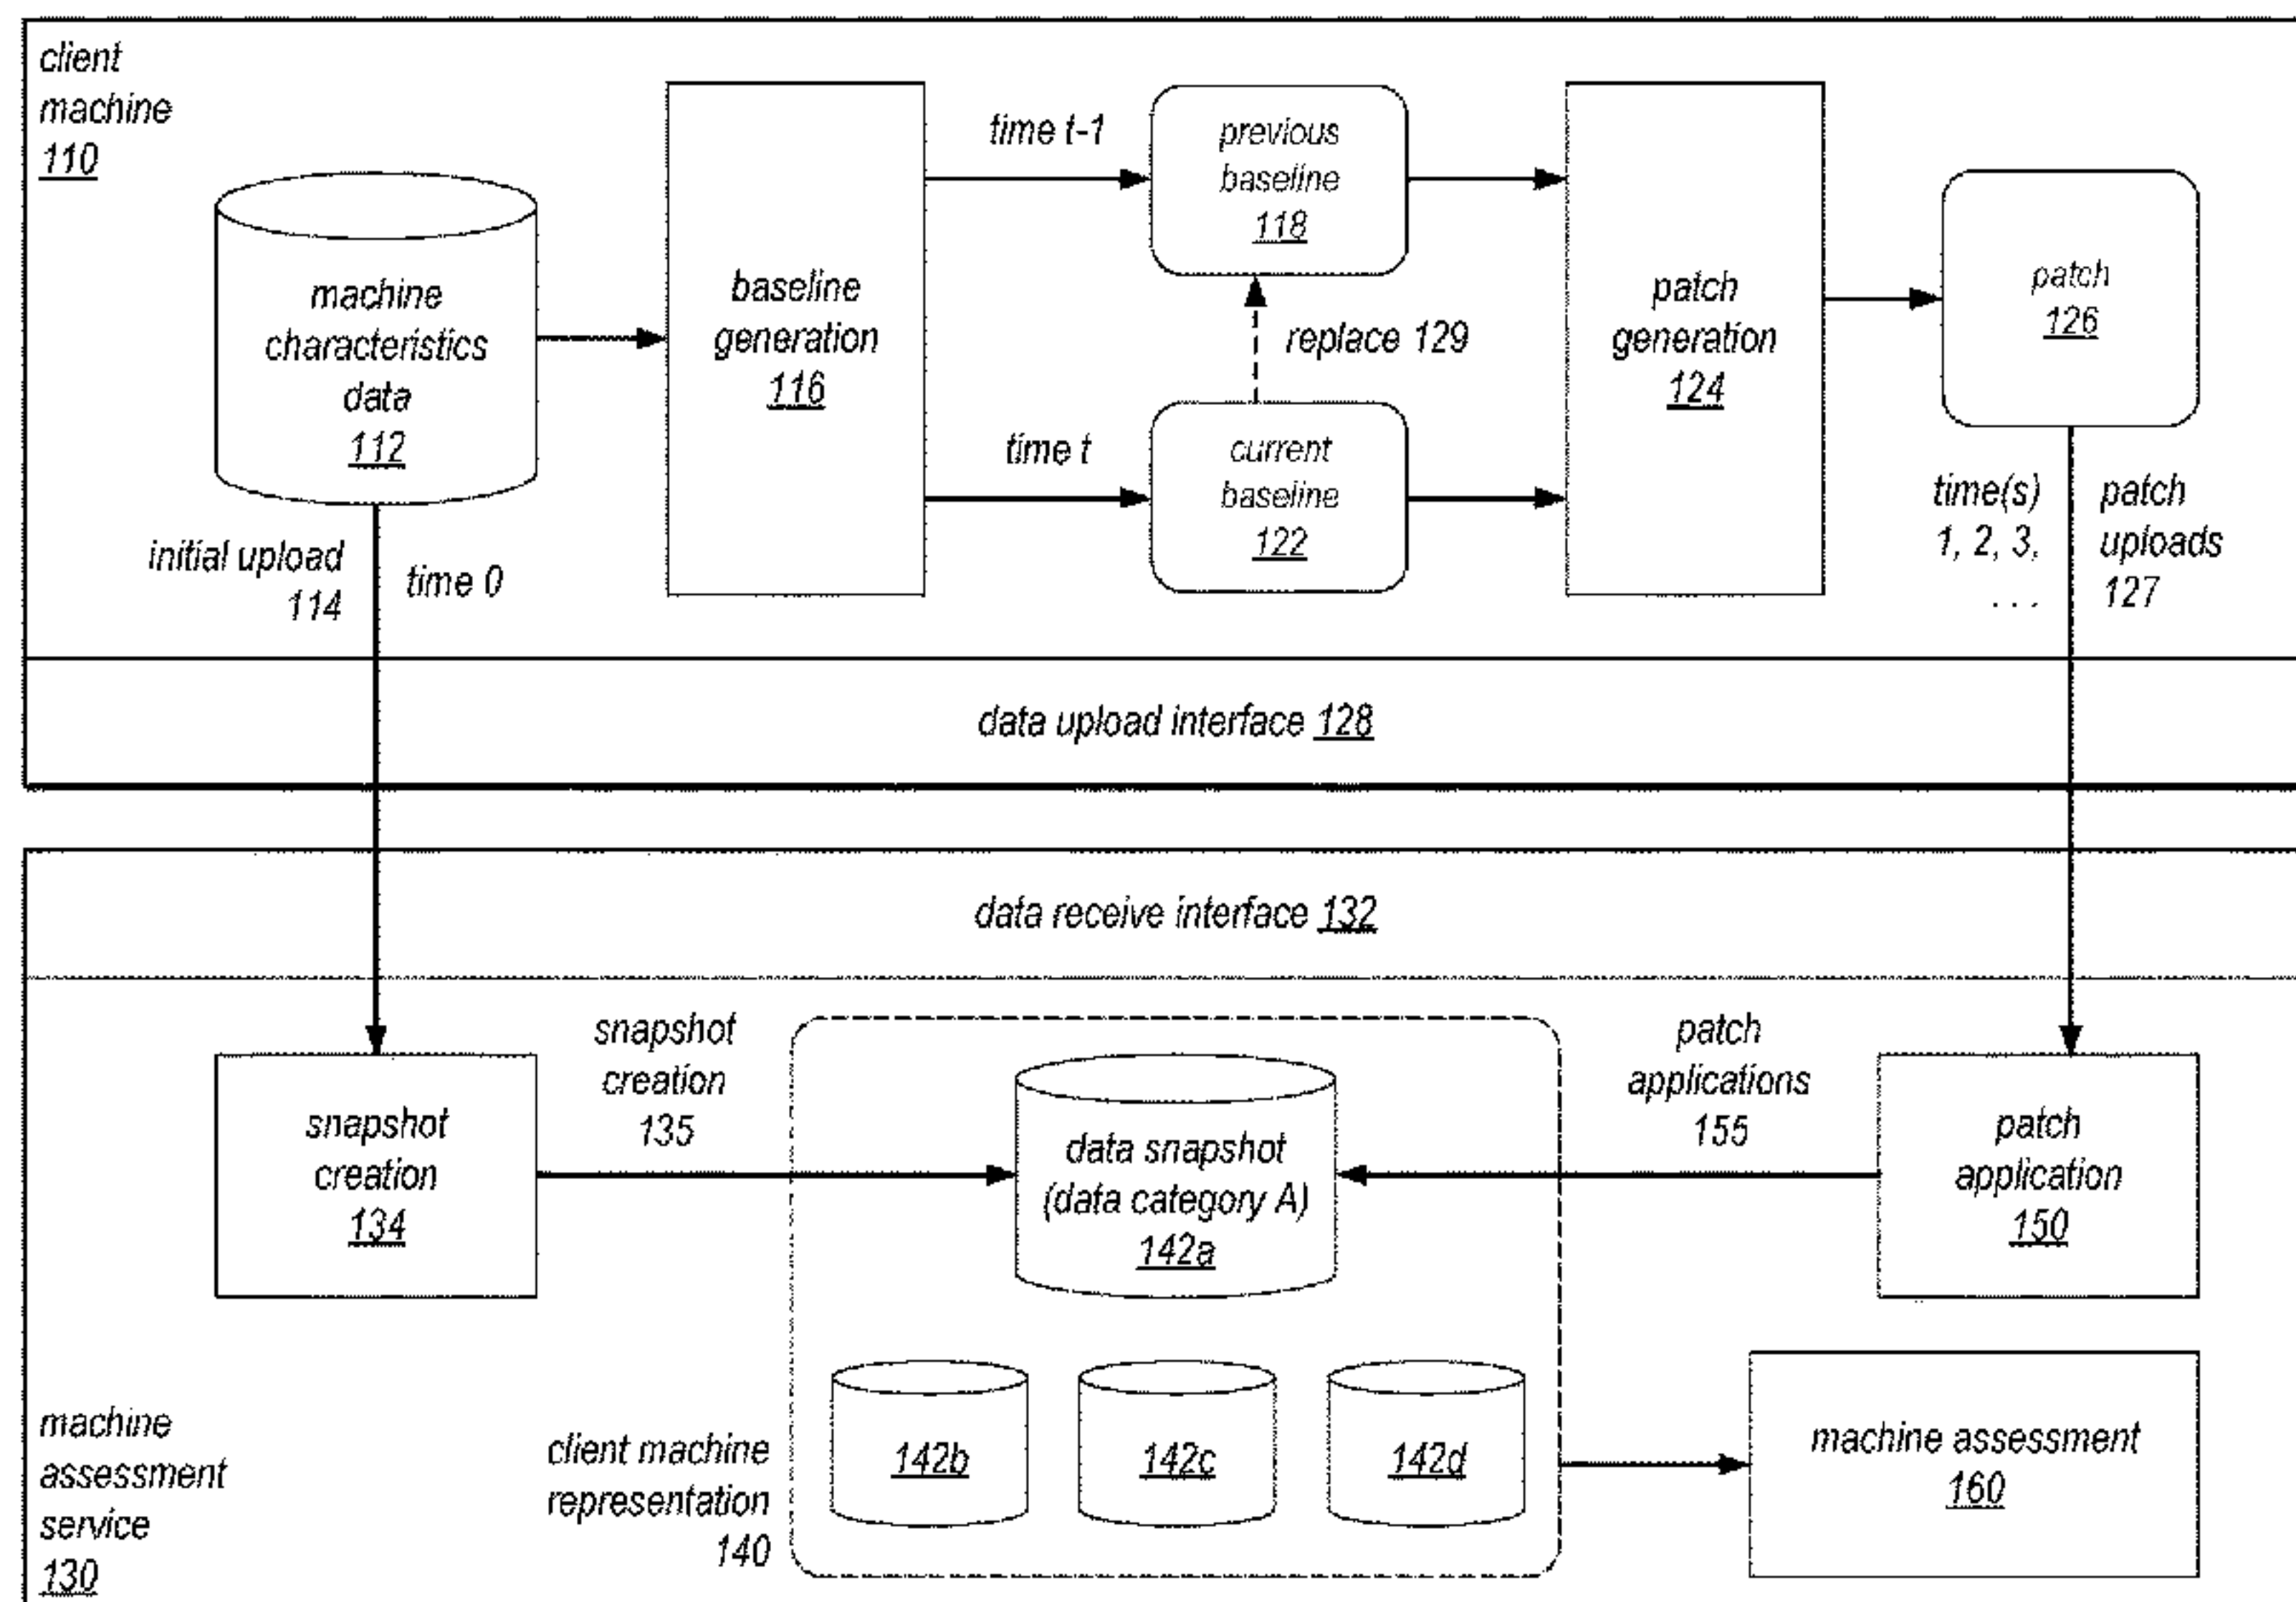 client
machine
110
machine
characteristics
data
112
baseline
generation
116
time t-1
previous
baseline
118
replace 129
time t
current
baseline
122
patch
generation
124
patch
126
initial upload
114
time 0
time(s)
1, 2, 3,
. . .
patch
uploads
127
data upload interface 128
data receive interface 132
snapshot
creation
134
snapshot
creation
135
data snapshot
(data category A)
142a
patch
applications
155
patch
application
150
142b
142c
142d
client machine
representation
140
machine assessment
160
machine
assessment
service
130